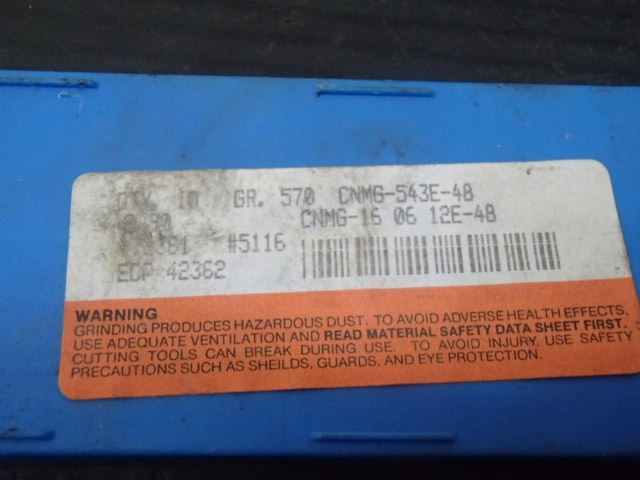 QTY. 10 GR. 570 CNMG-543E-48
CNMG-16 06 12E-48
#5116
EDP 42362
WARNING
GRINDING PRODUCES HAZARDOUS DUST. TO AVOID ADVERSE HEALTH EFFECTS,
USE ADEQUATE VENTILATION AND READ MATERIAL SAFETY DATA SHEET FIRST.
CUTTING TOOLS CAN BREAK DURING USE. TO AVOID INJURY, USE SAFETY
PRECAUTIONS SUCH AS SHEILDS, GUARDS, AND EYE PROTECTION.